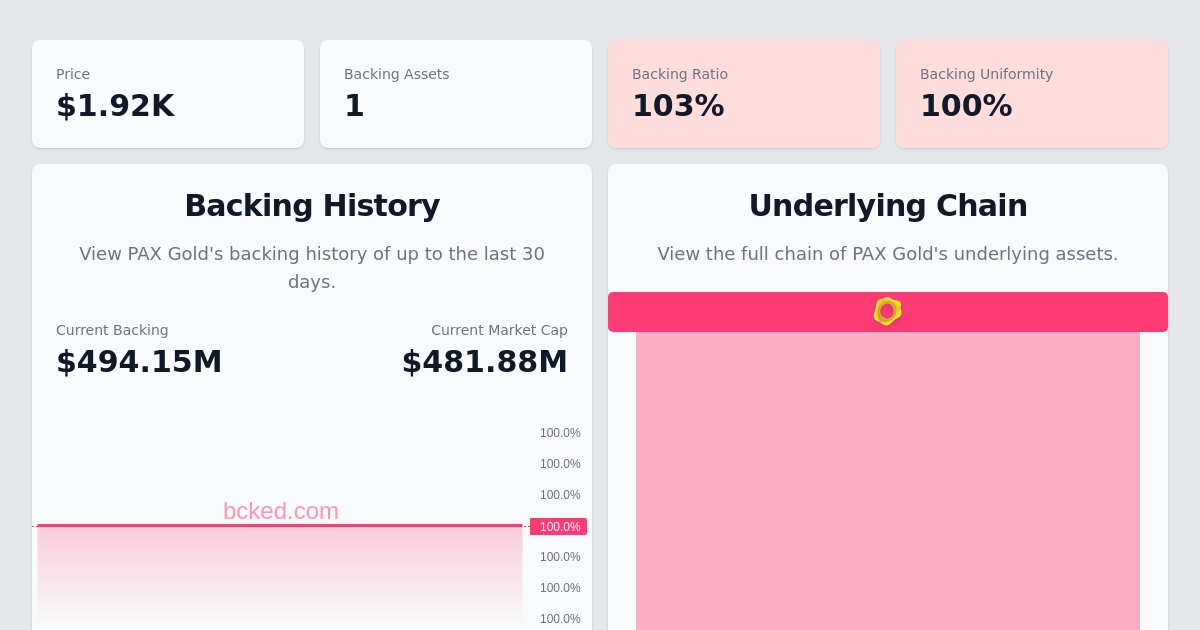 Price
$1.92K
Backing Assets
1
Backing Ratio
103%
Backing Uniformity
100%
Backing History
View PAX Gold's backing history of up to the last 30
days.
Current Backing
$494.15M
Current Market Cap
$481.88M
100.0%
100.0%
100.0%
bcked.com
100.0%
100.0%
100.0%
100.0%
Underlying Chain
View the full chain of PAX Gold's underlying assets.